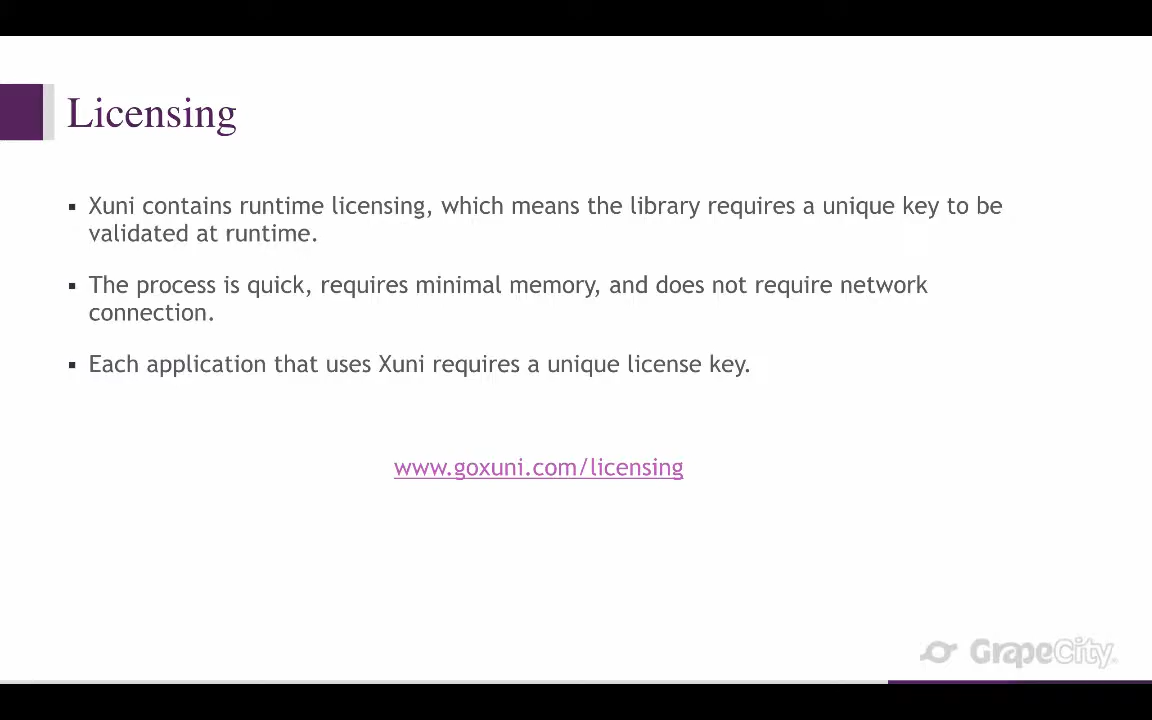 Licensing
▪ Xuni contains runtime licensing, which means the library requires a unique key to be
validated at runtime.
▪ The process is quick, requires minimal memory, and does not require network
connection.
▪ Each application that uses Xuni requires a unique license key.
www.goxuni.com/licensing
GrapeCity®